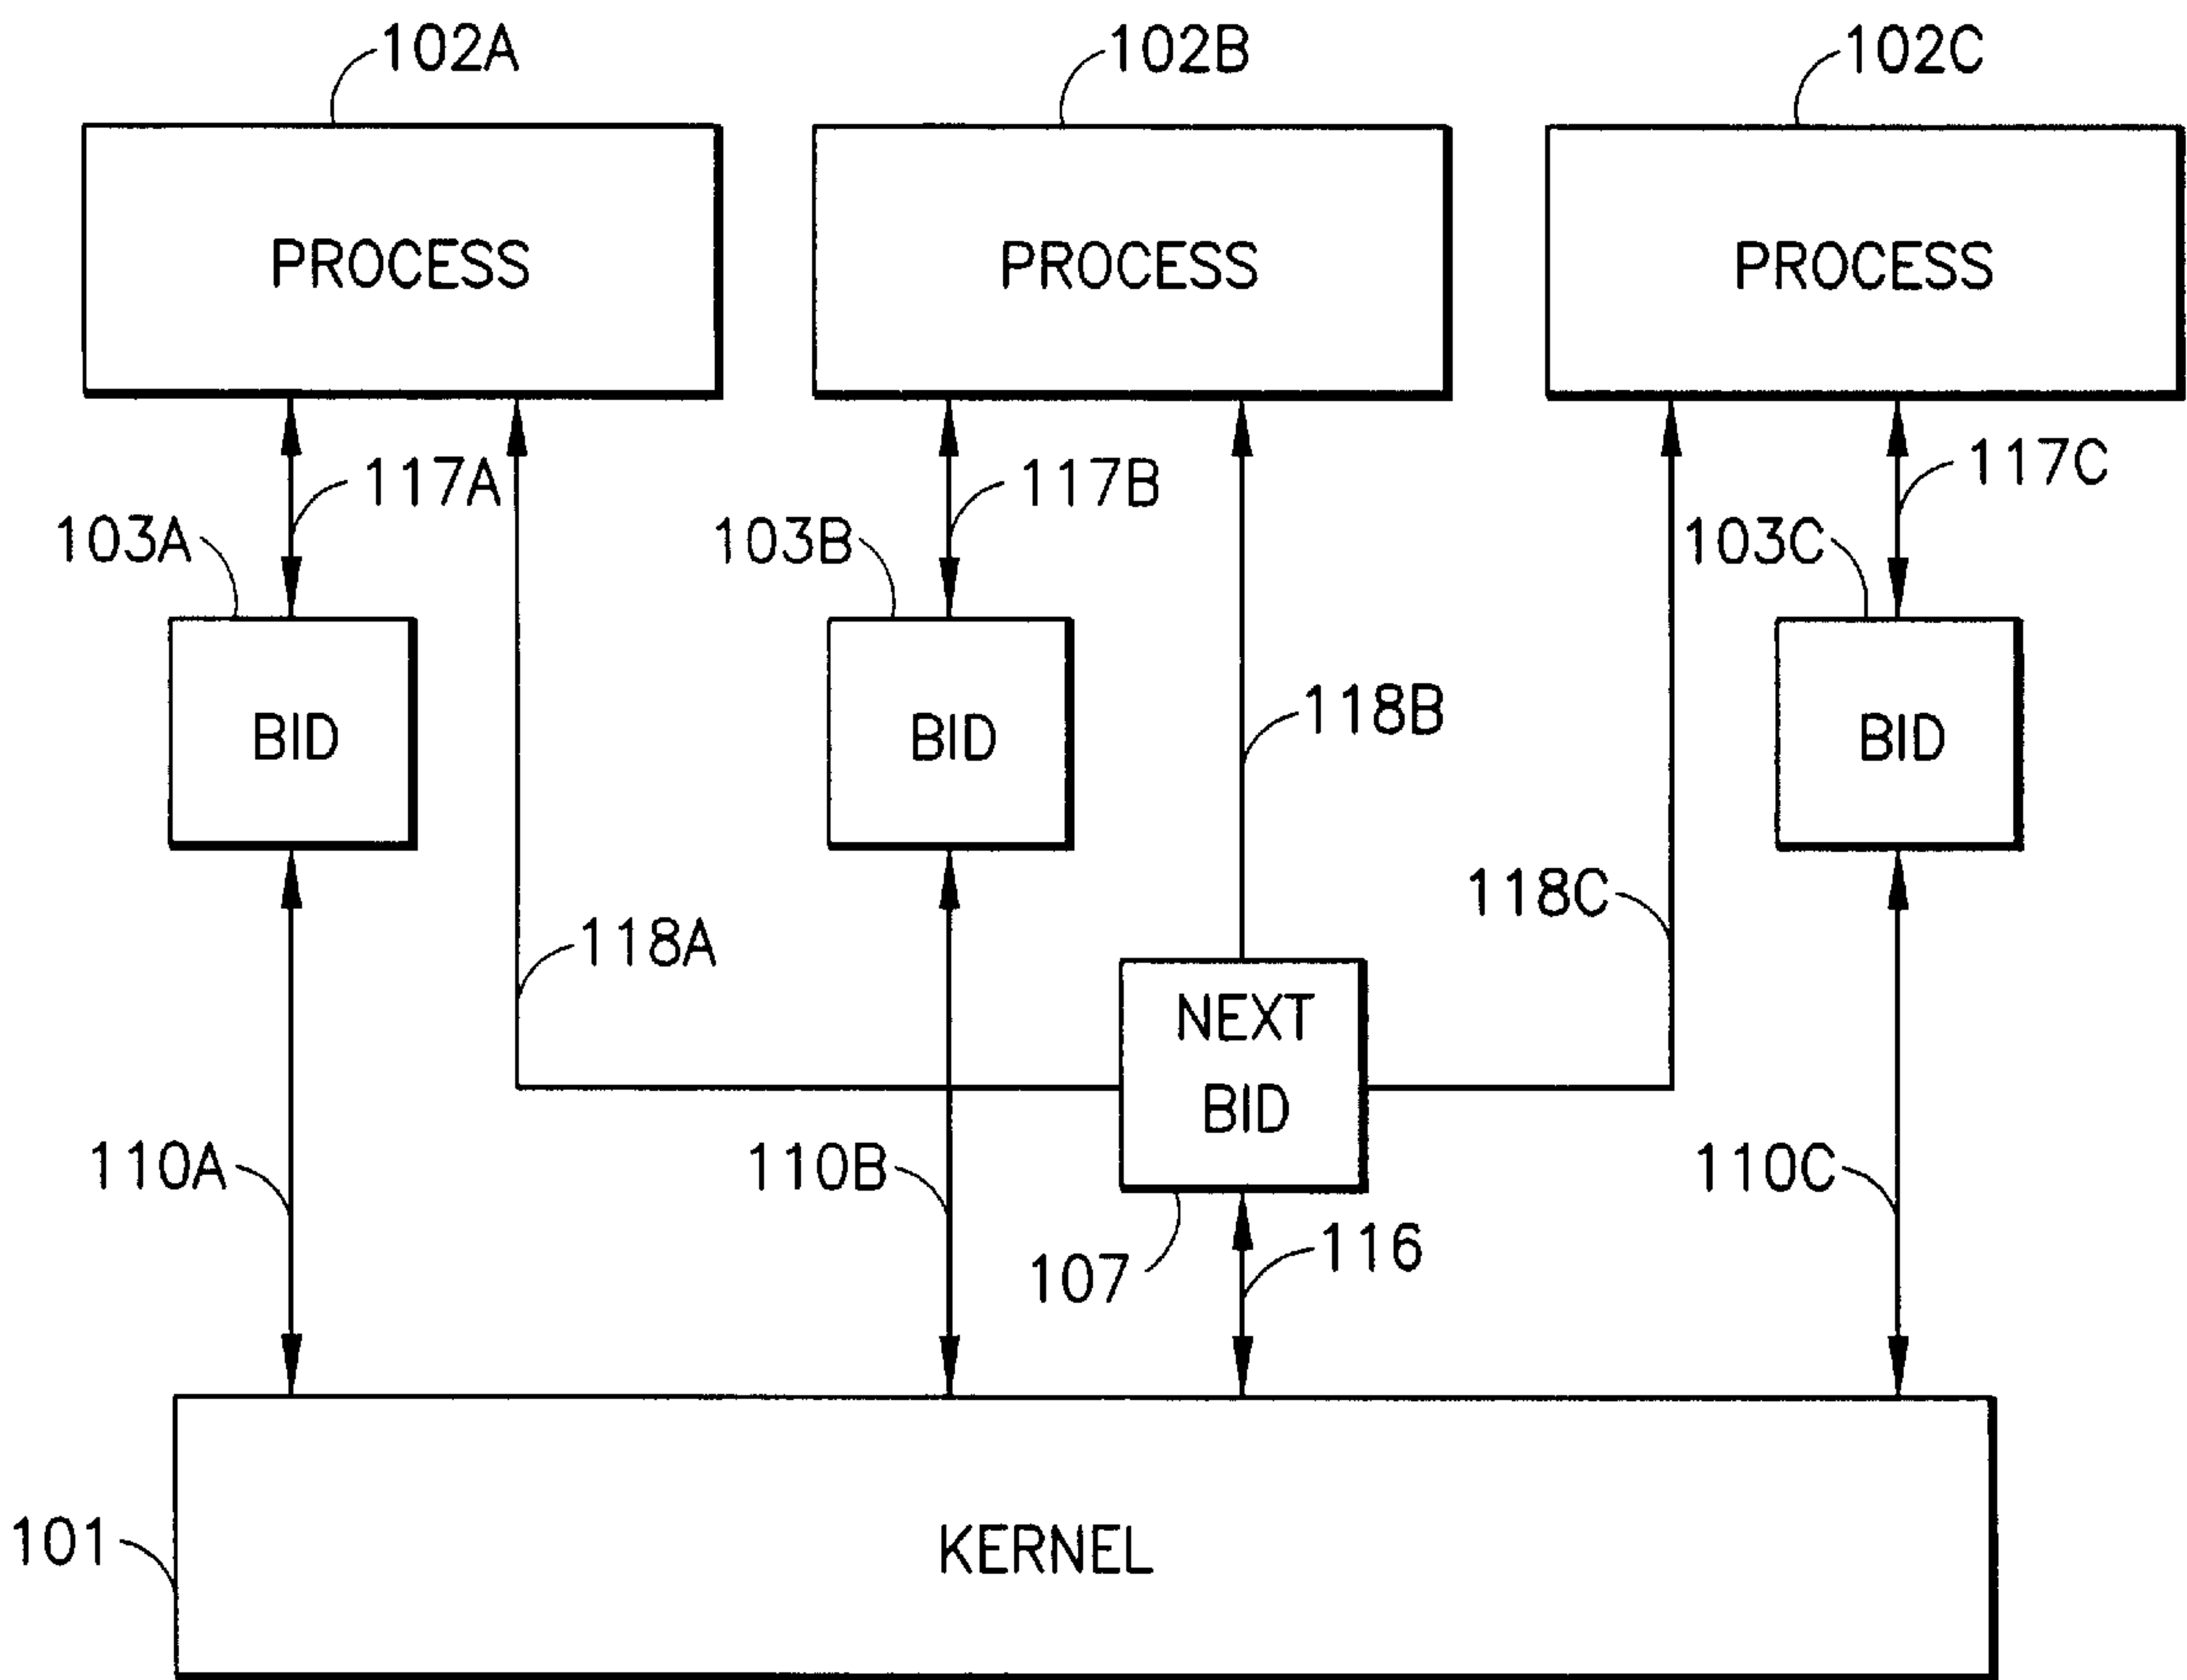 102A
102B
102C
PROCESS
PROCESS
PROCESS
117A
117B
117C
103A
103B
103C
BID
BID
BID
118B
118C
118A
NEXT
BID
110A
110B
110C
107
116
101
KERNEL